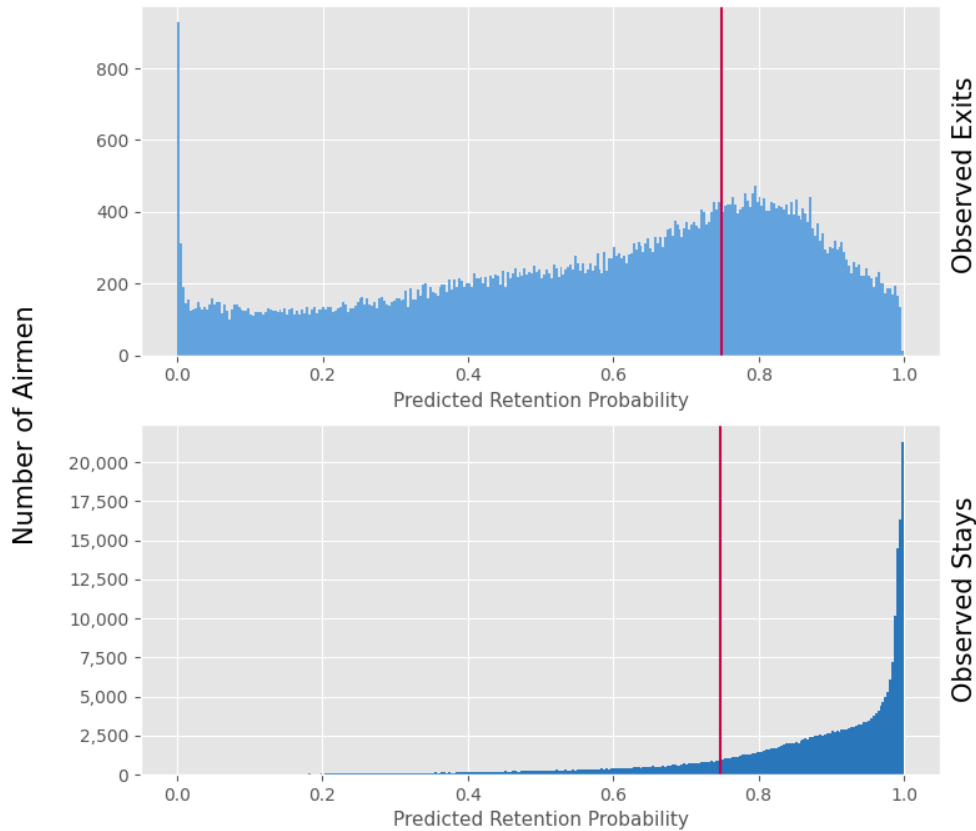 Number of Airmen
800
600
400
200
0
0.0 0.2 0.4 0.6 0.8 1.0
Predicted Retention Probability
Observed Exits
20,000
17,500
15,000
12,500
10,000
7,500
5,000
2,500
0
0.0 0.2 0.4 0.6 0.8 1.0
Predicted Retention Probability
Observed Stays